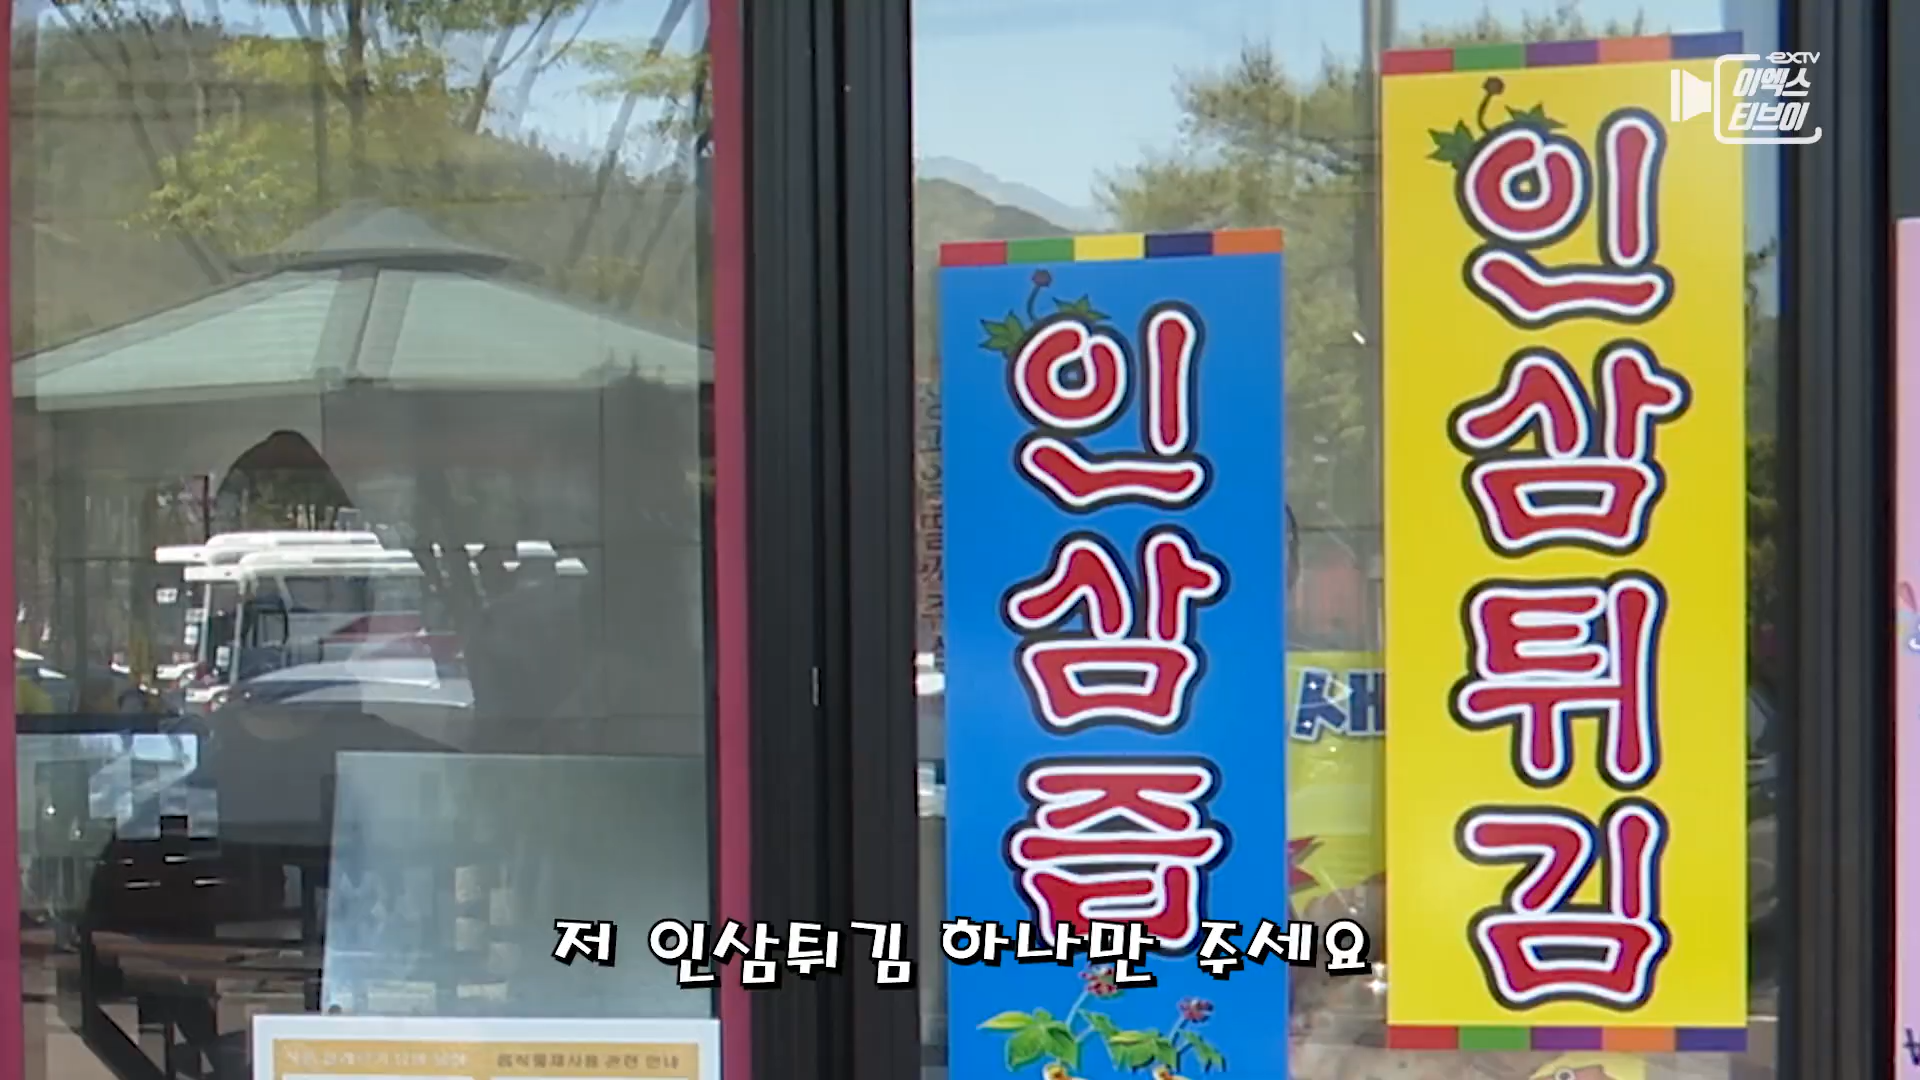 exTV
이엑스
티브이
인삼튀김
인삼즙
새
저 인삼튀김 하나만 주세요